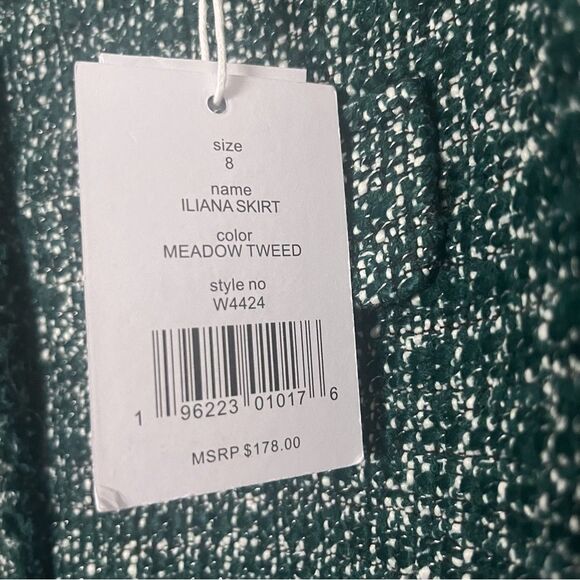 size
8
name
ILIANA SKIRT
color
MEADOW TWEED
style no
W4424
1 96223 01017 6
MSRP $178.00